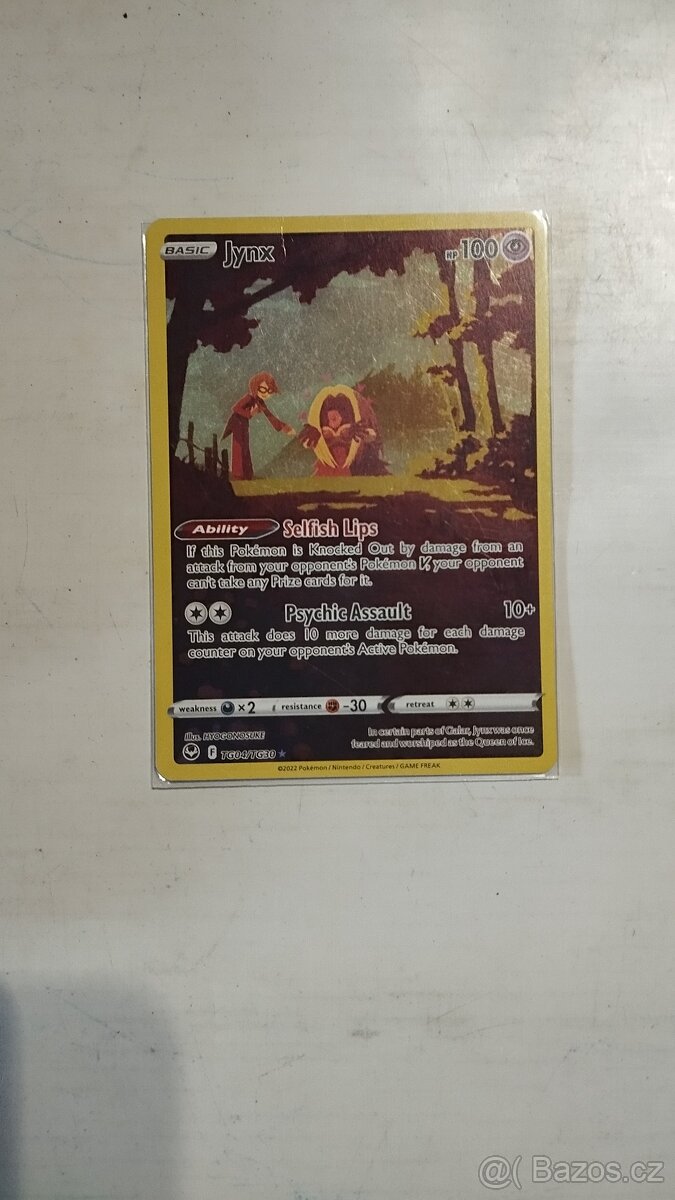 BASIC Jynx HP 100
Ability Selfish Lips
If this Pokémon is Knocked Out by damage from an
attack from your opponent's Pokémon V, your opponent
can't take any Prize cards for it.
Psychic Assault 10+
This attack does 10 more damage for each damage
counter on your opponent's Active Pokémon.
weakness ×2 resistance -30 retreat
Illus. HYOGONOSUKE
In certain parts of Galar, Jynx was once
feared and worshiped as the Queen of Ice.
F TG04/TG30
©2022 Pokémon / Nintendo / Creatures / GAME FREAK
@( Bazos.cz